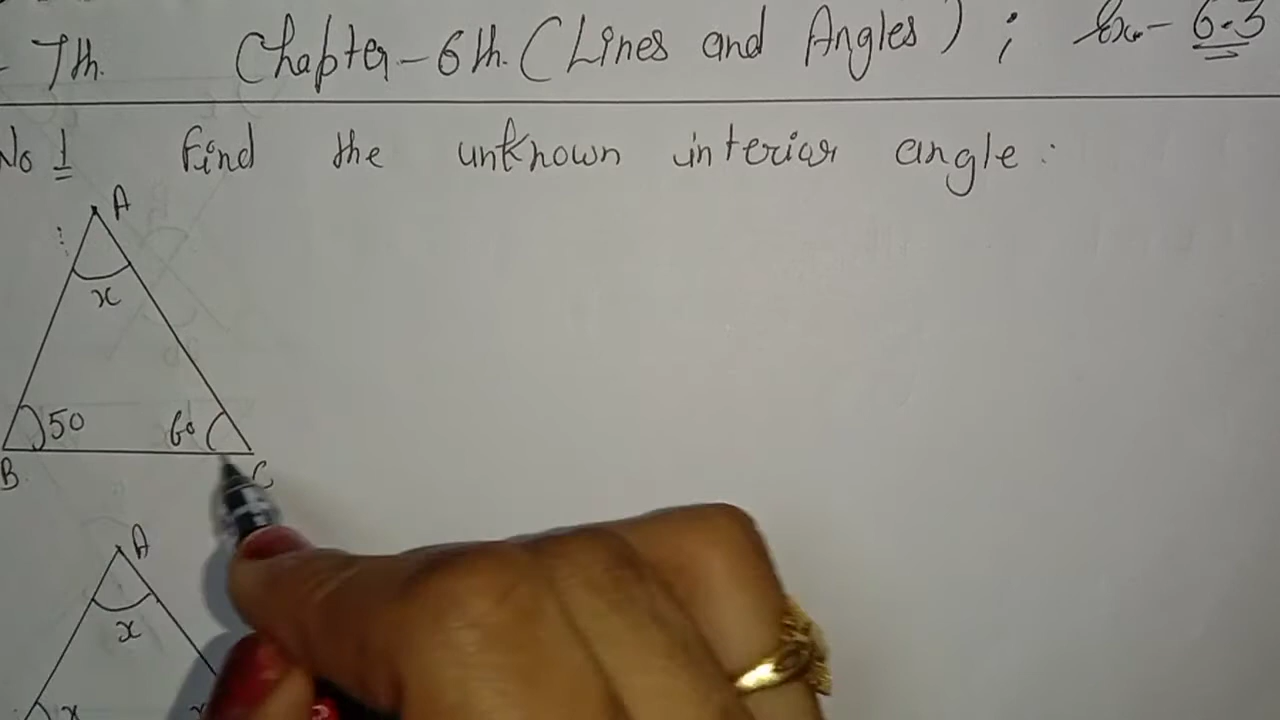 - 7th. Chapter-6th. (Lines and Angles) ; Ex- 6.3
No 1 Find the unknown interior angle :
A
x
50 60
B C
A
x
x